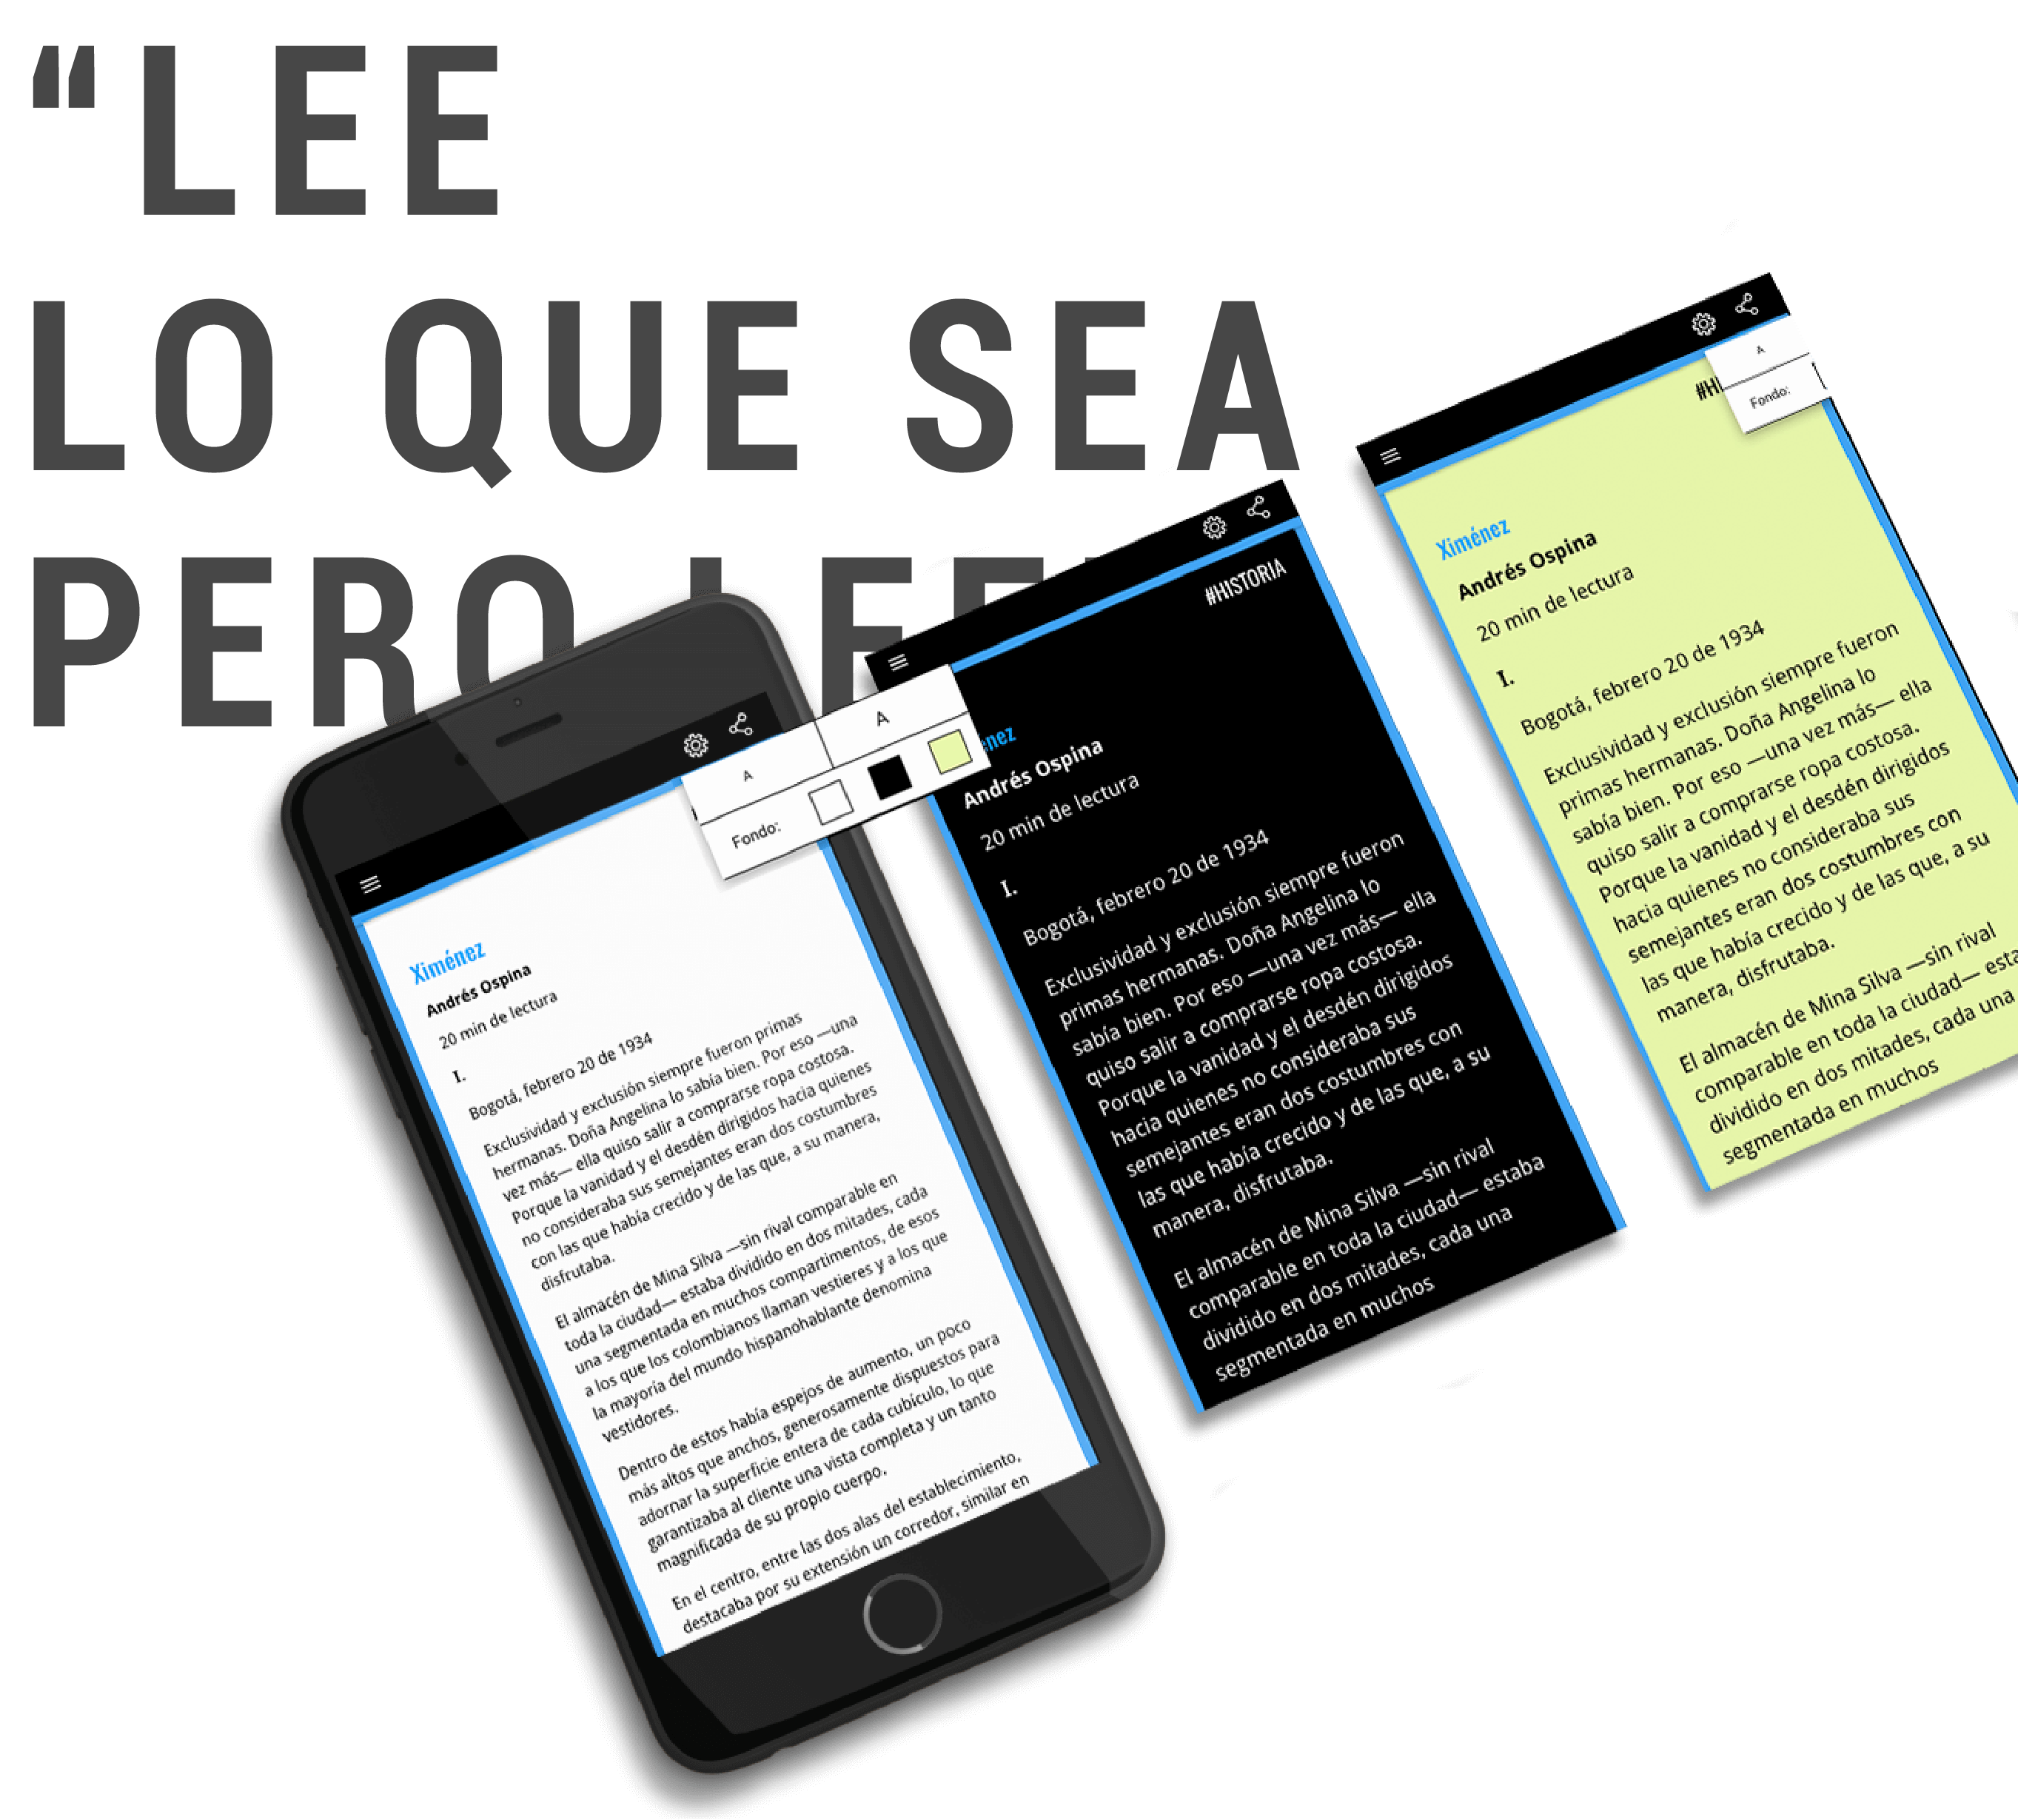 “LEE
LO QUE SEA
PERO LEE
A
A
Fondo:
Ximénez
Andrés Ospina
20 min de lectura
I.
Bogotá, febrero 20 de 1934
Exclusividad y exclusión siempre fueron primas
hermanas. Doña Angelina lo sabía bien. Por eso —una
vez más— ella quiso salir a comprarse ropa costosa.
Porque la vanidad y el desdén dirigidos hacia quienes
no consideraba sus semejantes eran dos costumbres
con las que había crecido y de las que, a su manera,
disfrutaba.
El almacén de Mina Silva —sin rival comparable en
toda la ciudad— estaba dividido en dos mitades, cada
una segmentada en muchos compartimentos, de esos
a los que los colombianos llaman vestieres y a los que
la mayoría del mundo hispanohablante denomina
vestidores.
Dentro de estos había espejos de aumento, un poco
más altos que anchos, generosamente dispuestos para
adornar la superficie entera de cada cubículo, lo que
garantizaba al cliente una vista completa y un tanto
magnificada de su propio cuerpo.
En el centro, entre las dos alas del establecimiento,
destacaba por su extensión un corredor, similar en
#HISTORIA
énez
Andrés Ospina
20 min de lectura
I.
Bogotá, febrero 20 de 1934
Exclusividad y exclusión siempre fueron
primas hermanas. Doña Angelina lo
sabía bien. Por eso —una vez más— ella
quiso salir a comprarse ropa costosa.
Porque la vanidad y el desdén dirigidos
hacia quienes no consideraba sus
semejantes eran dos costumbres con
las que había crecido y de las que, a su
manera, disfrutaba.
El almacén de Mina Silva —sin rival
comparable en toda la ciudad— estaba
dividido en dos mitades, cada una
segmentada en muchos
A
Fondo:
#HI
Ximénez
Andrés Ospina
20 min de lectura
I.
Bogotá, febrero 20 de 1934
Exclusividad y exclusión siempre fueron
primas hermanas. Doña Angelina lo
sabía bien. Por eso —una vez más— ella
quiso salir a comprarse ropa costosa.
Porque la vanidad y el desdén dirigidos
hacia quienes no consideraba sus
semejantes eran dos costumbres con
las que había crecido y de las que, a su
manera, disfrutaba.
El almacén de Mina Silva —sin rival
comparable en toda la ciudad— esta
dividido en dos mitades, cada una
segmentada en muchos